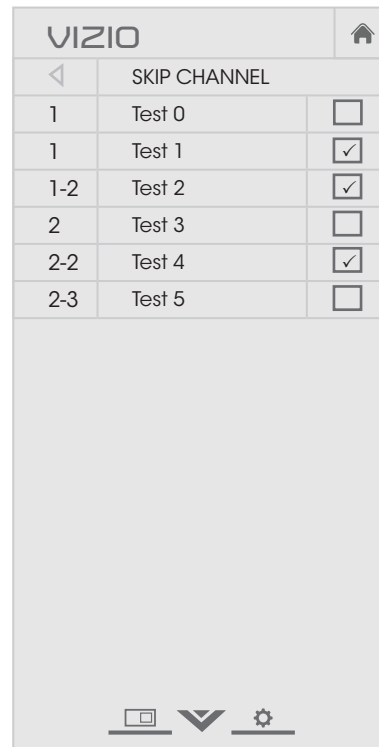 VIZIO
SKIP CHANNEL
1 Test 0
1 Test 1
1-2 Test 2
2 Test 3
2-2 Test 4
2-3 Test 5